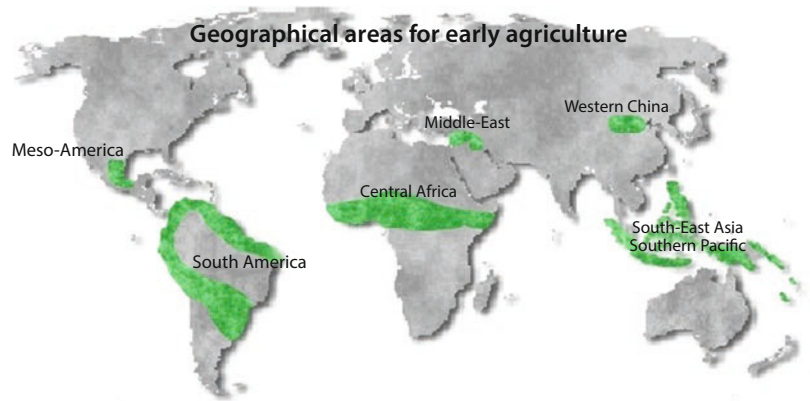 Geographical areas for early agriculture
Western China
Middle-East
Meso-America
Central Africa
South-East Asia
Southern Pacific
South America